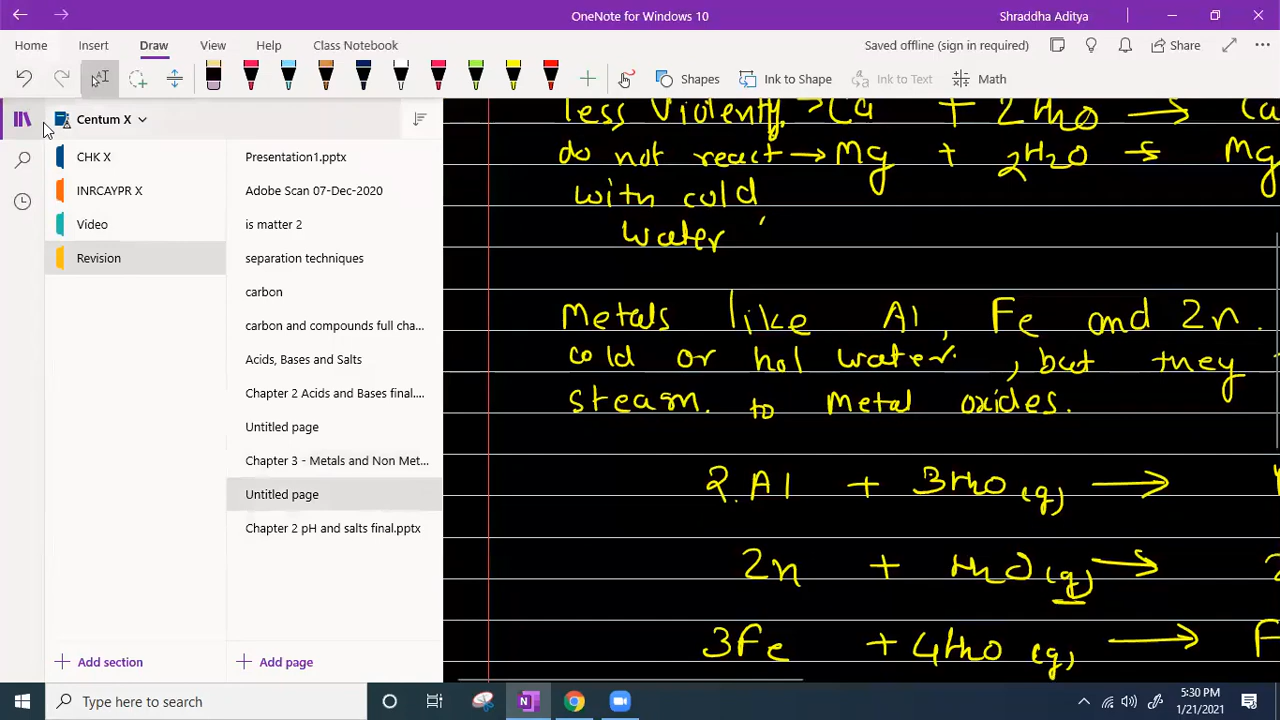 OneNote for Windows 10
Shraddha Aditya
Home Insert Draw View Help Class Notebook
Saved offline (sign in required)
Share
Shapes Ink to Shape Ink to Text Math
Centum X
CHK X
INRCAYPR X
Video
Revision
Add section
Presentation1.pptx
Adobe Scan 07-Dec-2020
is matter 2
separation techniques
carbon
carbon and compounds full cha...
Acids, Bases and Salts
Chapter 2 Acids and Bases final....
Untitled page
Chapter 3 - Metals and Non Met...
Untitled page
Chapter 2 pH and salts final.pptx
Add page
less violently → Ca + 2H2O →
do not react → Mg + 2H2O → Mg
with cold
water
Metals like Al, Fe and Zn.
cold or hot water, but they
steam. to metal oxides.
2Al + 3H2O (g) →
Zn + H2O (g) →
3Fe + 4H2O (g) → F
Type here to search
5:30 PM
1/21/2021